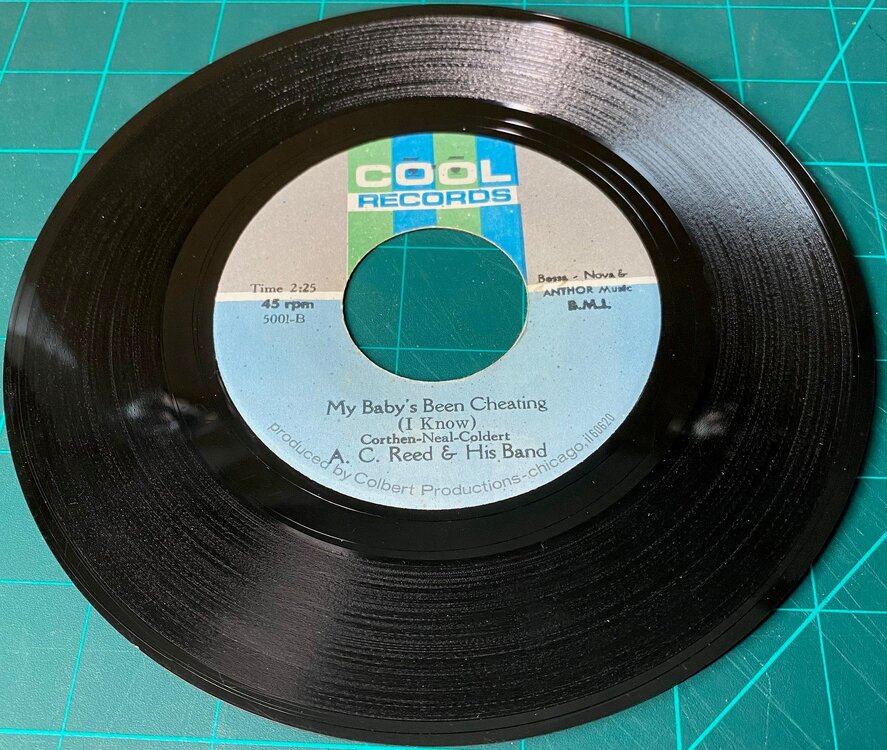 COOL
RECORDS
Time 2:25
45 rpm
5001-B
Bossa - Nova &
ANTHOR Music
B.M.I.
My Baby's Been Cheating
(I Know)
Corthen-Neal-Coldert
A. C. Reed & His Band
produced by Colbert Productions-chicago, il 60620